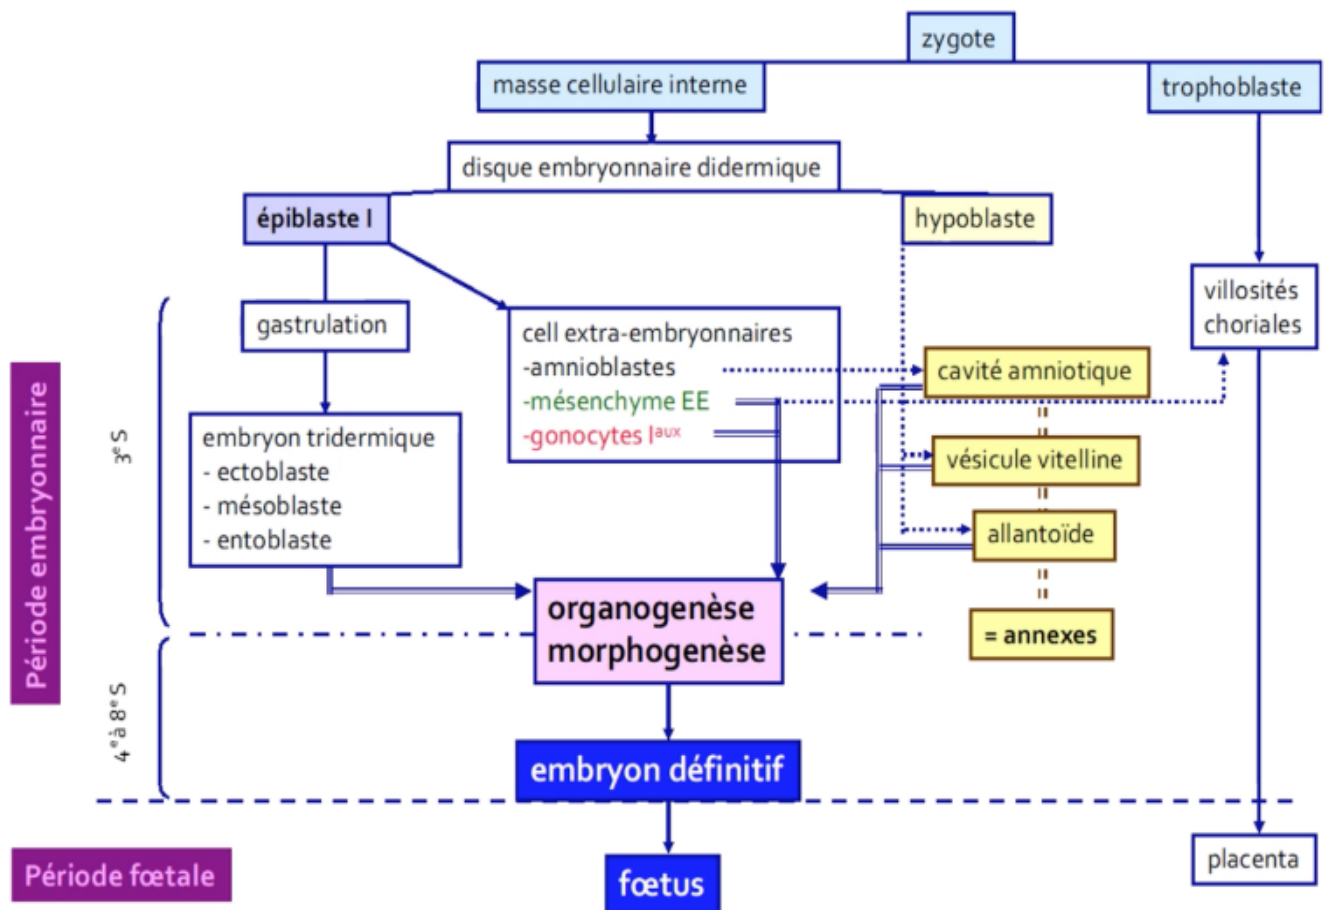 zygote
masse cellulaire interne
trophoblaste
disque embryonnaire didermique
épiblaste I
hypoblaste
villosités
choriales
gastrulation
cell extra-embryonnaires
-amnioblastes
-mésenchyme EE
-gonocytes Iaux
cavité amniotique
vésicule vitelline
allantoïde
= annexes
embryon tridermique
- ectoblaste
- mésoblaste
- entoblaste
Période embryonnaire
3e S
4e à 8e S
organogenèse
morphogenèse
embryon définitif
Période fœtale
fœtus
placenta